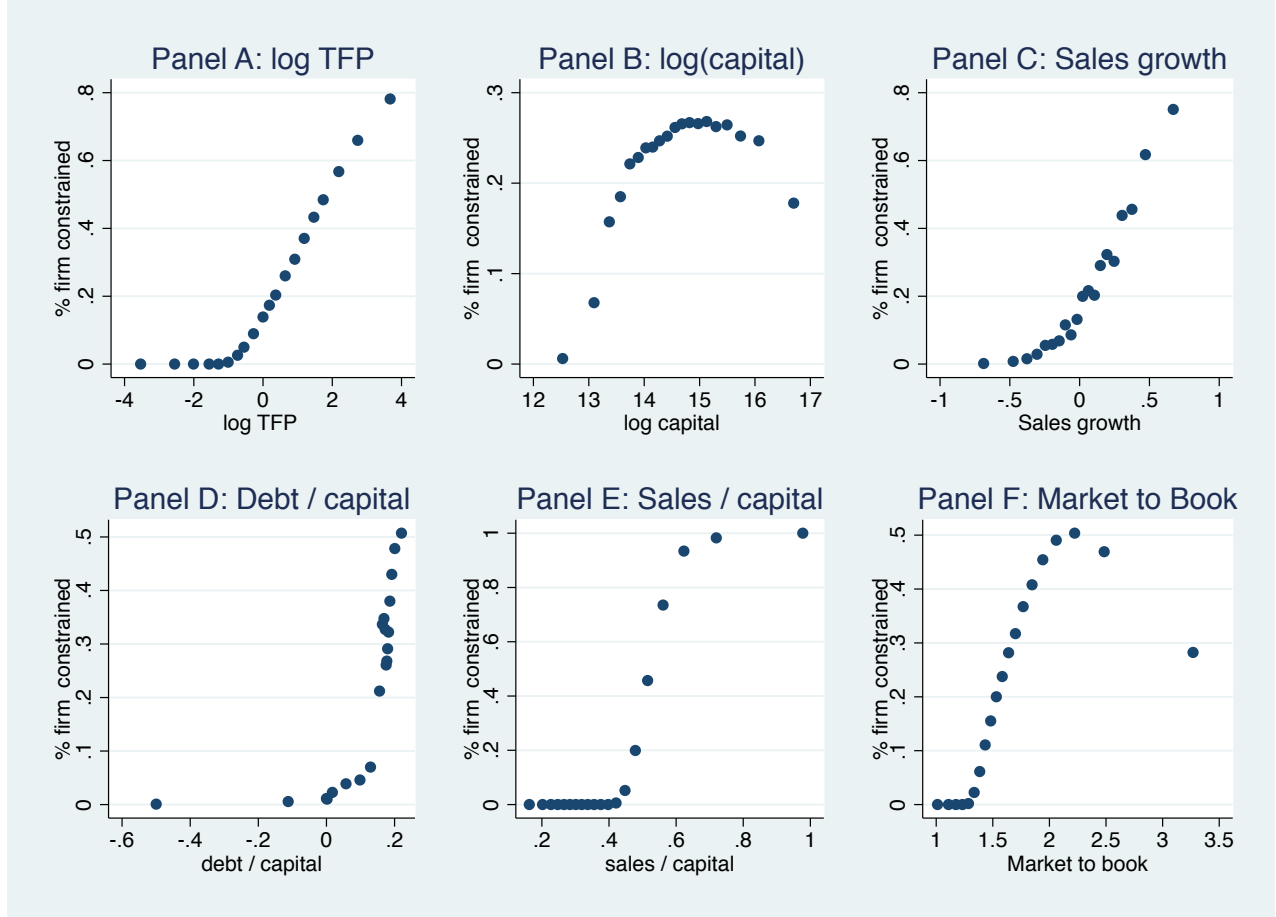 Panel A: log TFP
% firm constrained
0 .2 .4 .6 .8
-4 -2 0 2 4
log TFP
Panel B: log(capital)
% firm constrained
0 .1 .2 .3
12 13 14 15 16 17
log capital
Panel C: Sales growth
% firm constrained
0 .2 .4 .6 .8
-1 -.5 0 .5 1
Sales growth
Panel D: Debt / capital
% firm constrained
0 .1 .2 .3 .4 .5
-.6 -.4 -.2 0 .2
debt / capital
Panel E: Sales / capital
% firm constrained
0 .2 .4 .6 .8 1
.2 .4 .6 .8 1
sales / capital
Panel F: Market to Book
% firm constrained
0 .1 .2 .3 .4 .5
1 1.5 2 2.5 3 3.5
Market to book